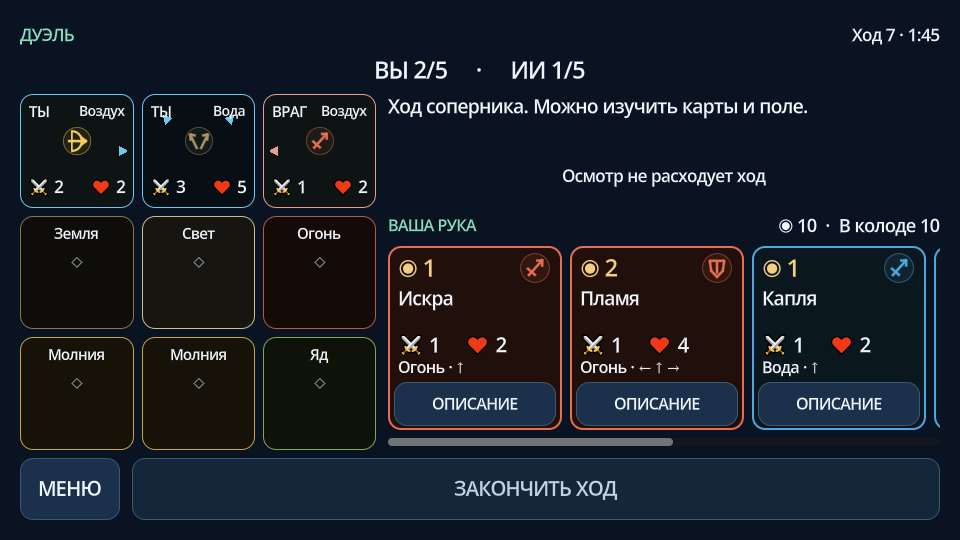 ДУЭЛЬ
Ход 7 · 1:45
ВЫ 2/5 · ИИ 1/5
ТЫ Воздух
2 2
ТЫ Вода
3 5
ВРАГ Воздух
1 2
Земля
Свет
Огонь
Молния
Молния
Яд
Ход соперника. Можно изучить карты и поле.
Осмотр не расходует ход
ВАША РУКА
10 · В колоде 10
1
Искра
1 2
Огонь · ↑
ОПИСАНИЕ
2
Пламя
1 4
Огонь · ← ↑ →
ОПИСАНИЕ
1
Капля
1 2
Вода · ↑
ОПИСАНИЕ
МЕНЮ
ЗАКОНЧИТЬ ХОД